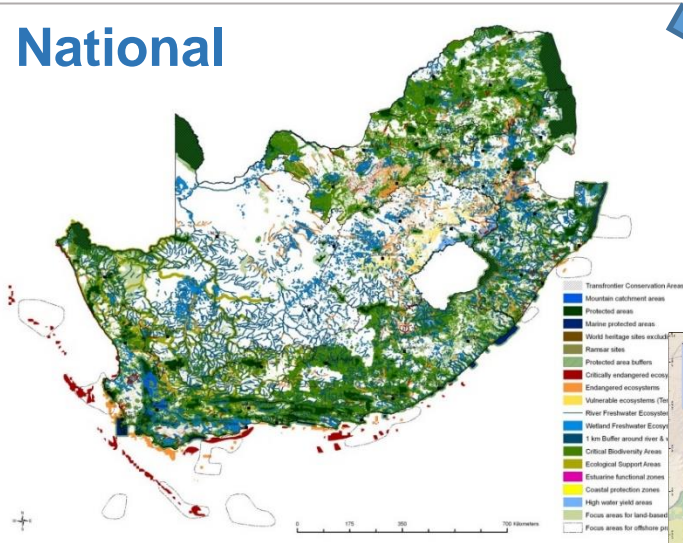 National
Transfrontier Conservation Areas
Mountain catchment areas
Protected areas
Marine protected areas
World heritage sites exclud
Ramsar sites
Protected area buffers
Critically endangered ecosy
Endangered ecosystems
Vulnerable ecosystems (Te
River Freshwater Ecosyste
Wetland Freshwater Ecosys
1 km Buffer around river &
Critical Biodiversity Areas
Ecological Support Areas
Estuarine functional zones
Coastal protection zones
High water yield areas
Focus areas for land-based
Focus areas for offshore pr
0 175 350 700 Kilometers